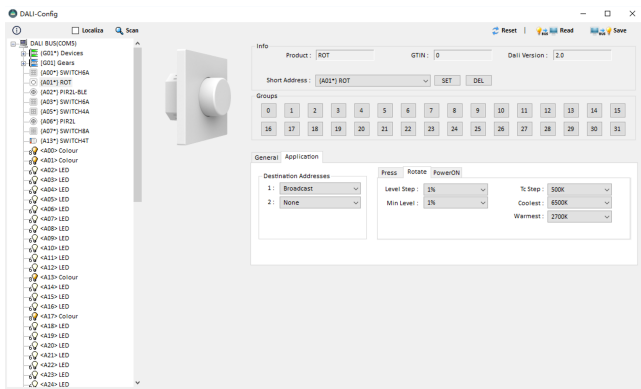 DALI-Config
Localiza Scan Reset | Read Save
DALI BUS(COM5)
(G01*) Devices
(G01) Gears
(A00*) SWITCH6A
(A01*) ROT
(A02*) PIR2L-BLE
(A03*) SWITCH6A
(A05*) SWITCH4A
(A06*) PIR2L
(A07*) SWITCH8A
(A13*) SWITCH4T
<A00> Colour
<A01> Colour
<A02> LED
<A03> LED
<A04> LED
<A05> LED
<A06> LED
<A07> LED
<A08> LED
<A09> LED
<A10> LED
<A11> LED
<A12> LED
<A13> Colour
<A14> LED
<A15> LED
<A16> LED
<A17> Colour
<A18> LED
<A19> LED
<A20> LED
<A21> LED
<A22> LED
<A23> LED
<A24> LED
Info
Product: ROT GTIN: 0 Dali Version: 2.0
Short Address: (A01*) ROT SET DEL
Groups
0 1 2 3 4 5 6 7 8 9 10 11 12 13 14 15
16 17 18 19 20 21 22 23 24 25 26 27 28 29 30 31
General Application
Destination Addresses
1: Broadcast
2: None
Press Rotate PowerON
Level Step: 1% Tc Step: 500K
Min Level: 1% Coolest: 6500K
Warmest: 2700K